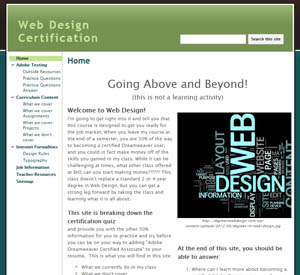 Web Design
Certification
Search this site
Home
Adobe Testing
Outside Resources
Practice Questions
Practice Questions
Answer
Curriculum Content
What we cover
What we cover
Assignments
What we cover
Projects
What we don't
cover
Internet Formalities
Design Rules
Typography
Job Information
Teacher Resources
Sitemap
Home
Going Above and Beyond!
(this is not a learning activity)
Welcome to Web Design!
I'm going to get right into it and tell you that
this course is designed to get you ready for
the job market. When you leave my course at
the end of a semester, you are 50% of the way
to becoming a certified Dreamweaver user,
and you could in fact make money off of the
skills you gained in my class. While it can be
challenging at times, what other class offered
at BHS can you start making money?????? This
class doesn't replace a standard 2 or 4 year
degree in Web Design, but you can get a
strong leg forward by taking the class and
learning what it is all about.
This site is breaking down the
certification quiz
and provide you with the other 50%
information for you to practice and try before
you can be on your way to adding "Adobe
Dreamweaver Certified Associate" to your
resume. This is what you will find in this site:
What we currently do in my class
What we don't cover
LAYOUT
WEB
DESIGN
INFORMATION
PAGE
At the end of this site, you should be
able to answer:
1. Where can I learn more about becoming a